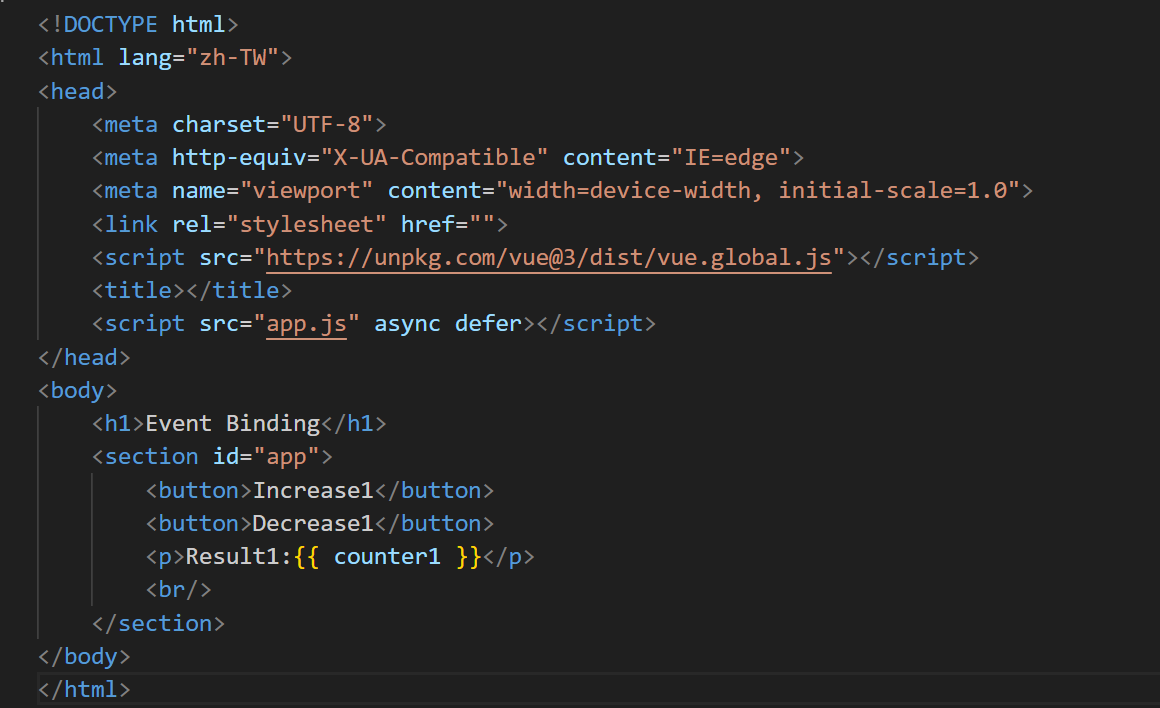 <!DOCTYPE html>
<html lang="zh-TW">
<head>
    <meta charset="UTF-8">
    <meta http-equiv="X-UA-Compatible" content="IE=edge">
    <meta name="viewport" content="width=device-width, initial-scale=1.0">
    <link rel="stylesheet" href="">
    <script src="https://unpkg.com/vue@3/dist/vue.global.js"></script>
    <title></title>
    <script src="app.js" async defer></script>
</head>
<body>
    <h1>Event Binding</h1>
    <section id="app">
        <button>Increase1</button>
        <button>Decrease1</button>
        <p>Result1:{{ counter1 }}</p>
        <br/>
    </section>
</body>
</html>